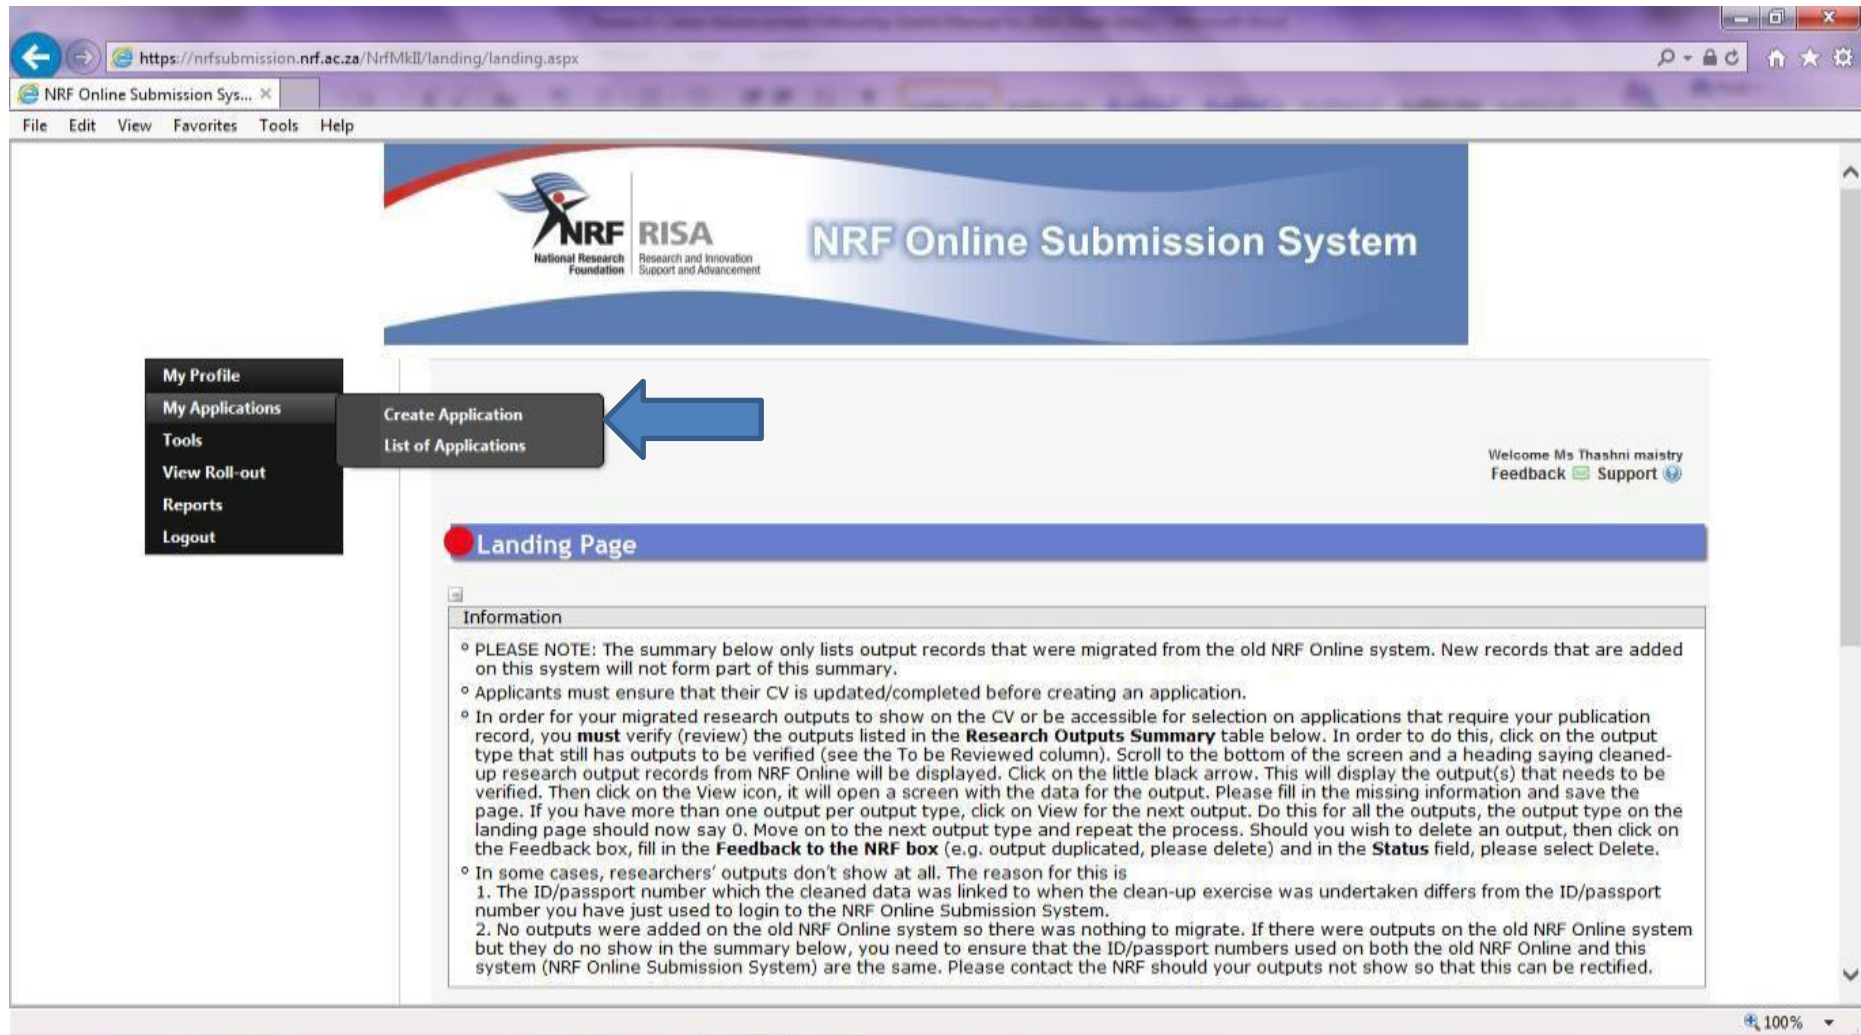 https://nrfsubmission.nrf.ac.za/NrfMkII/landing/landing.aspx
NRF Online Submission Sys...
File Edit View Favorites Tools Help
NRF RISA
National Research Foundation
Research and Innovation
Support and Advancement
NRF Online Submission System
My Profile
My Applications
Create Application
List of Applications
Tools
View Roll-out
Reports
Logout
Welcome Ms Thashni maistry
Feedback Support
Landing Page
Information
° PLEASE NOTE: The summary below only lists output records that were migrated from the old NRF Online system. New records that are added
on this system will not form part of this summary.
° Applicants must ensure that their CV is updated/completed before creating an application.
° In order for your migrated research outputs to show on the CV or be accessible for selection on applications that require your publication
record, you must verify (review) the outputs listed in the Research Outputs Summary table below. In order to do this, click on the output
type that still has outputs to be verified (see the To be Reviewed column). Scroll to the bottom of the screen and a heading saying cleaned-
up research output records from NRF Online will be displayed. Click on the little black arrow. This will display the output(s) that needs to be
verified. Then click on the View icon, it will open a screen with the data for the output. Please fill in the missing information and save the
page. If you have more than one output per output type, click on View for the next output. Do this for all the outputs, the output type on the
landing page should now say 0. Move on to the next output type and repeat the process. Should you wish to delete an output, then click on
the Feedback box, fill in the Feedback to the NRF box (e.g. output duplicated, please delete) and in the Status field, please select Delete.
° In some cases, researchers' outputs don't show at all. The reason for this is
1. The ID/passport number which the cleaned data was linked to when the clean-up exercise was undertaken differs from the ID/passport
number you have just used to login to the NRF Online Submission System.
2. No outputs were added on the old NRF Online system so there was nothing to migrate. If there were outputs on the old NRF Online system
but they do no show in the summary below, you need to ensure that the ID/passport numbers used on both the old NRF Online and this
system (NRF Online Submission System) are the same. Please contact the NRF should your outputs not show so that this can be rectified.
100%